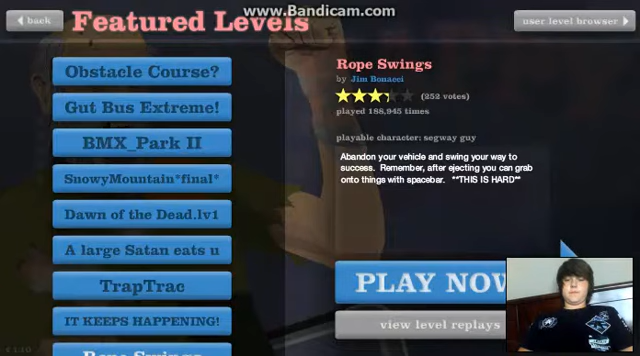 www.Bandicam.com
back
Featured Levels
user level browser
Obstacle Course?
Gut Bus Extreme!
BMX_Park II
SnowyMountain*final*
Dawn of the Dead.lv1
A large Satan eats u
TrapTrac
IT KEEPS HAPPENING!
Rope Swings
Rope Swings
by Jim Bonacci
(252 votes)
played 188,945 times
playable character: segway guy
Abandon your vehicle and swing your way to
success. Remember, after ejecting you can grab
onto things with spacebar. **THIS IS HARD**
PLAY NOW
view level replays